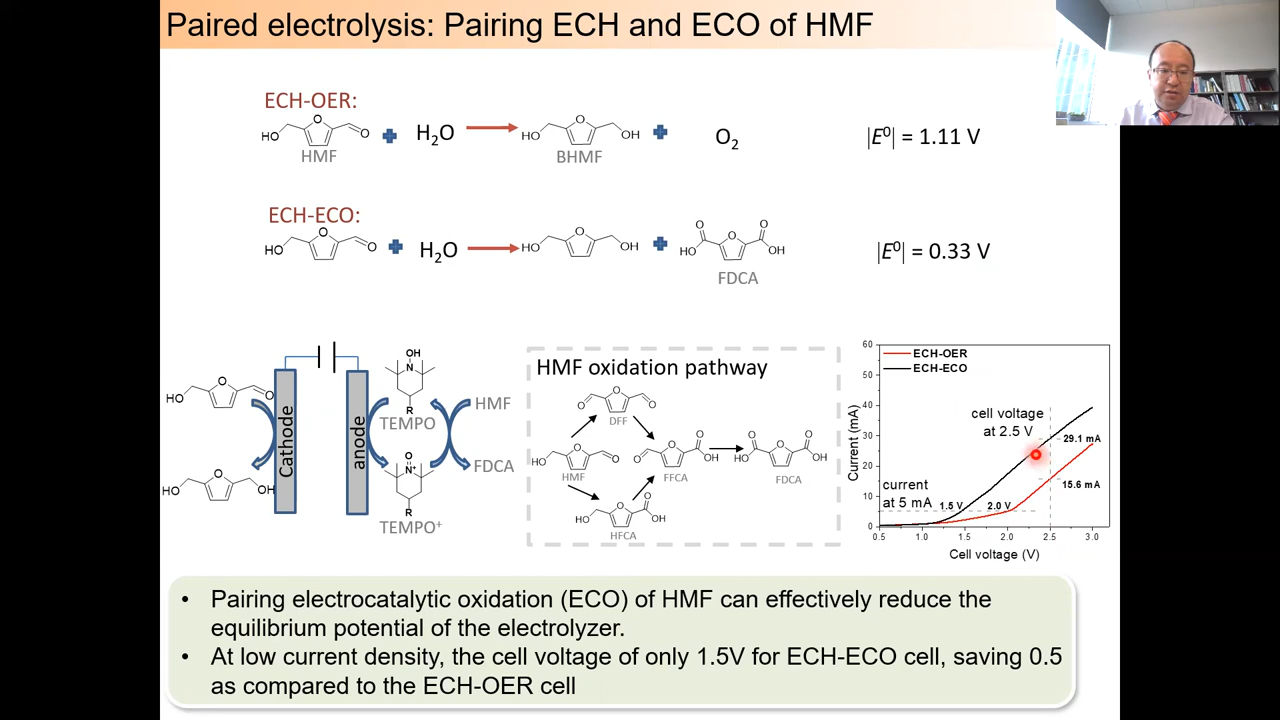 Paired electrolysis: Pairing ECH and ECO of HMF
ECH-OER:
HO O O + H₂O HO O OH + O₂ |E⁰| = 1.11 V
HMF BHMF
ECH-ECO:
HO O O + H₂O HO O OH + HO O O O OH |E⁰| = 0.33 V
FDCA
HO O O
HO O OH
Cathode
anode
OH
N
R
TEMPO
O
N⁺
R
TEMPO⁺
HMF
FDCA
HMF oxidation pathway
O O O
DFF
HO O O
HMF
O O O OH
FFCA
HO O O O OH
FDCA
HO O O OH
HFCA
ECH-OER
ECH-ECO
cell voltage
at 2.5 V
29.1 mA
15.6 mA
current
at 5 mA
1.5 V
2.0 V
Current (mA)
60
50
40
30
20
10
0
0.5 1.0 1.5 2.0 2.5 3.0
Cell voltage (V)
• Pairing electrocatalytic oxidation (ECO) of HMF can effectively reduce the
equilibrium potential of the electrolyzer.
• At low current density, the cell voltage of only 1.5V for ECH-ECO cell, saving 0.5
as compared to the ECH-OER cell